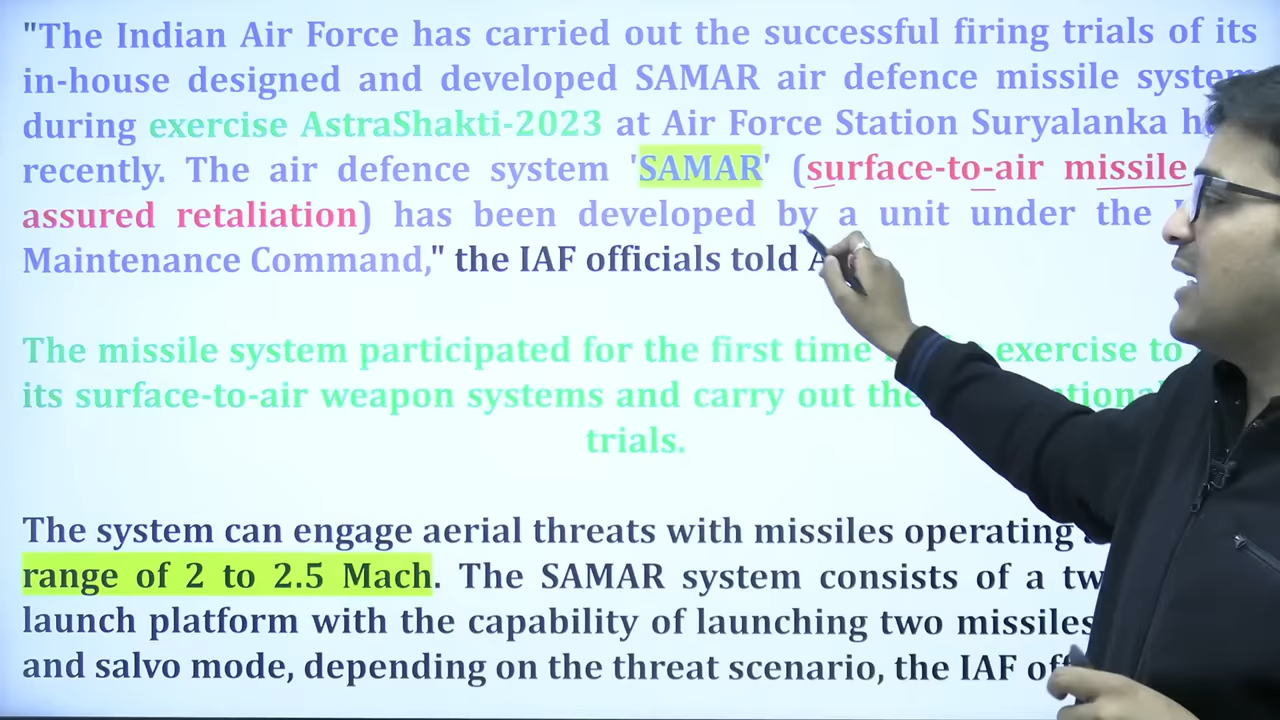 "The Indian Air Force has carried out the successful firing trials of its
in-house designed and developed SAMAR air defence missile system
during exercise AstraShakti-2023 at Air Force Station Suryalanka
recently. The air defence system 'SAMAR' (surface-to-air missile
assured retaliation) has been developed by a unit under the
Maintenance Command," the IAF officials told
The missile system participated for the first time exercise to
its surface-to-air weapon systems and carry out the
trials.
The system can engage aerial threats with missiles operating
range of 2 to 2.5 Mach. The SAMAR system consists of a
launch platform with the capability of launching two missiles
and salvo mode, depending on the threat scenario, the IAF